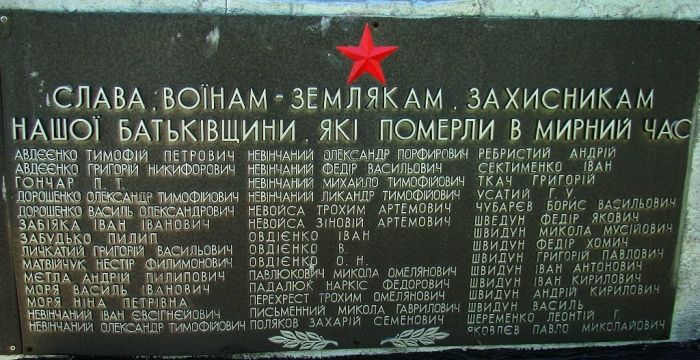 СЛАВА ВОЇНАМ-ЗЕМЛЯКАМ, ЗАХИСНИКАМ
НАШОЇ БАТЬКІВЩИНИ, ЯКІ ПОМЕРЛИ В МИРНИЙ ЧАС
АВДЄЄНКО ТИМОФІЙ ПЕТРОВИЧ
АВДЄЄНКО ГРИГОРІЙ НИКИФОРОВИЧ
ГОНЧАР П. Т.
ДОРОШЕНКО ОЛЕКСАНДР ТИМОФІЙОВИЧ
ДОРОШЕНКО ВАСИЛЬ ОЛЕКСАНДРОВИЧ
ЗАБІЯКА ІВАН ІВАНОВИЧ
ЗАБУДЬКО ПИЛИП
ЛИЧКАТИЙ ГРИГОРІЙ ВАСИЛЬОВИЧ
МАТВІЙЧУК НЕСТІР ФИЛИМОНОВИЧ
МЕТЛА АНДРІЙ ПИЛИПОВИЧ
МОРЯ ВАСИЛЬ ІВАНОВИЧ
МОРЯ НІНА ПЕТРІВНА
НЕВІНЧАНИЙ ІВАН ЄВСІГНЕЙОВИЧ
НЕВІНЧАНИЙ ОЛЕКСАНДР ТИМОФІЙОВИЧ
НЕВІНЧАНИЙ ОЛЕКСАНДР ПОРФИРОВИЧ
НЕВІНЧАНИЙ ФЕДІР ВАСИЛЬОВИЧ
НЕВІНЧАНИЙ МИХАЙЛО ТИМОФІЙОВИЧ
НЕВІНЧАНИЙ ЛИКАНДР ТИМОФІЙОВИЧ
НЕВОЙСА ТРОХИМ АРТЕМОВИЧ
НЕВОЙСА ЗІНОВІЙ АРТЕМОВИЧ
ОВДІЄНКО ІВАН
ОВДІЄНКО В.
ОВДІЄНКО О. Н.
ПАВЛЮКОВИЧ МИКОЛА ОМЕЛЯНОВИЧ
ПАДАЛЮК НАРКІС ФЕДОРОВИЧ
ПЕРЕХРЕСТ ТРОХИМ ОМЕЛЯНОВИЧ
ПИСЬМЕННИЙ МИКОЛА ГАВРИЛОВИЧ
ПОЛЯКОВ ЗАХАРІЙ СЕМЕНОВИЧ
РЕБРИСТИЙ АНДРІЙ
СЕКТИМЕНКО ІВАН
ТКАЧ ГРИГОРІЙ
УСАТИЙ Г. У.
ЧУБАРЄВ БОРИС ВАСИЛЬОВИЧ
ШВЕДУН ФЕДІР ЯКОВИЧ
ШВИДУН МИКОЛА МУСІЙОВИЧ
ШВИДУН ФЕДІР ХОМИЧ
ШВИДУН ГРИГОРІЙ ПАВЛОВИЧ
ШВИДУН ІВАН АНТОНОВИЧ
ШВИДУН ІВАН КИРИЛОВИЧ
ШВИДУН АНДРІЙ КИРИЛОВИЧ
ШВИДУН ВАСИЛЬ
ШЕРЕМЕНКО ЛЕОНТІЙ Г.
ЯКОВЛЄВ ПАВЛО МИКОЛАЙОВИЧ